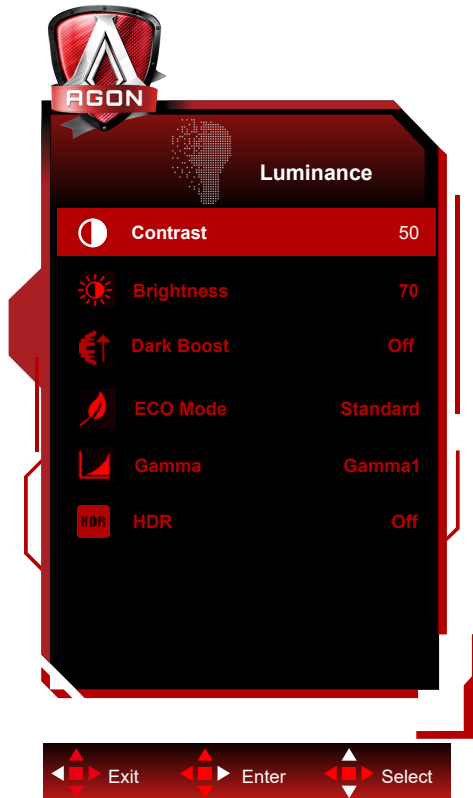 AGON
Luminance
Contrast 50
Brightness 70
Dark Boost Off
ECO Mode Standard
Gamma Gamma1
HDR HDR Off
Exit Enter Select